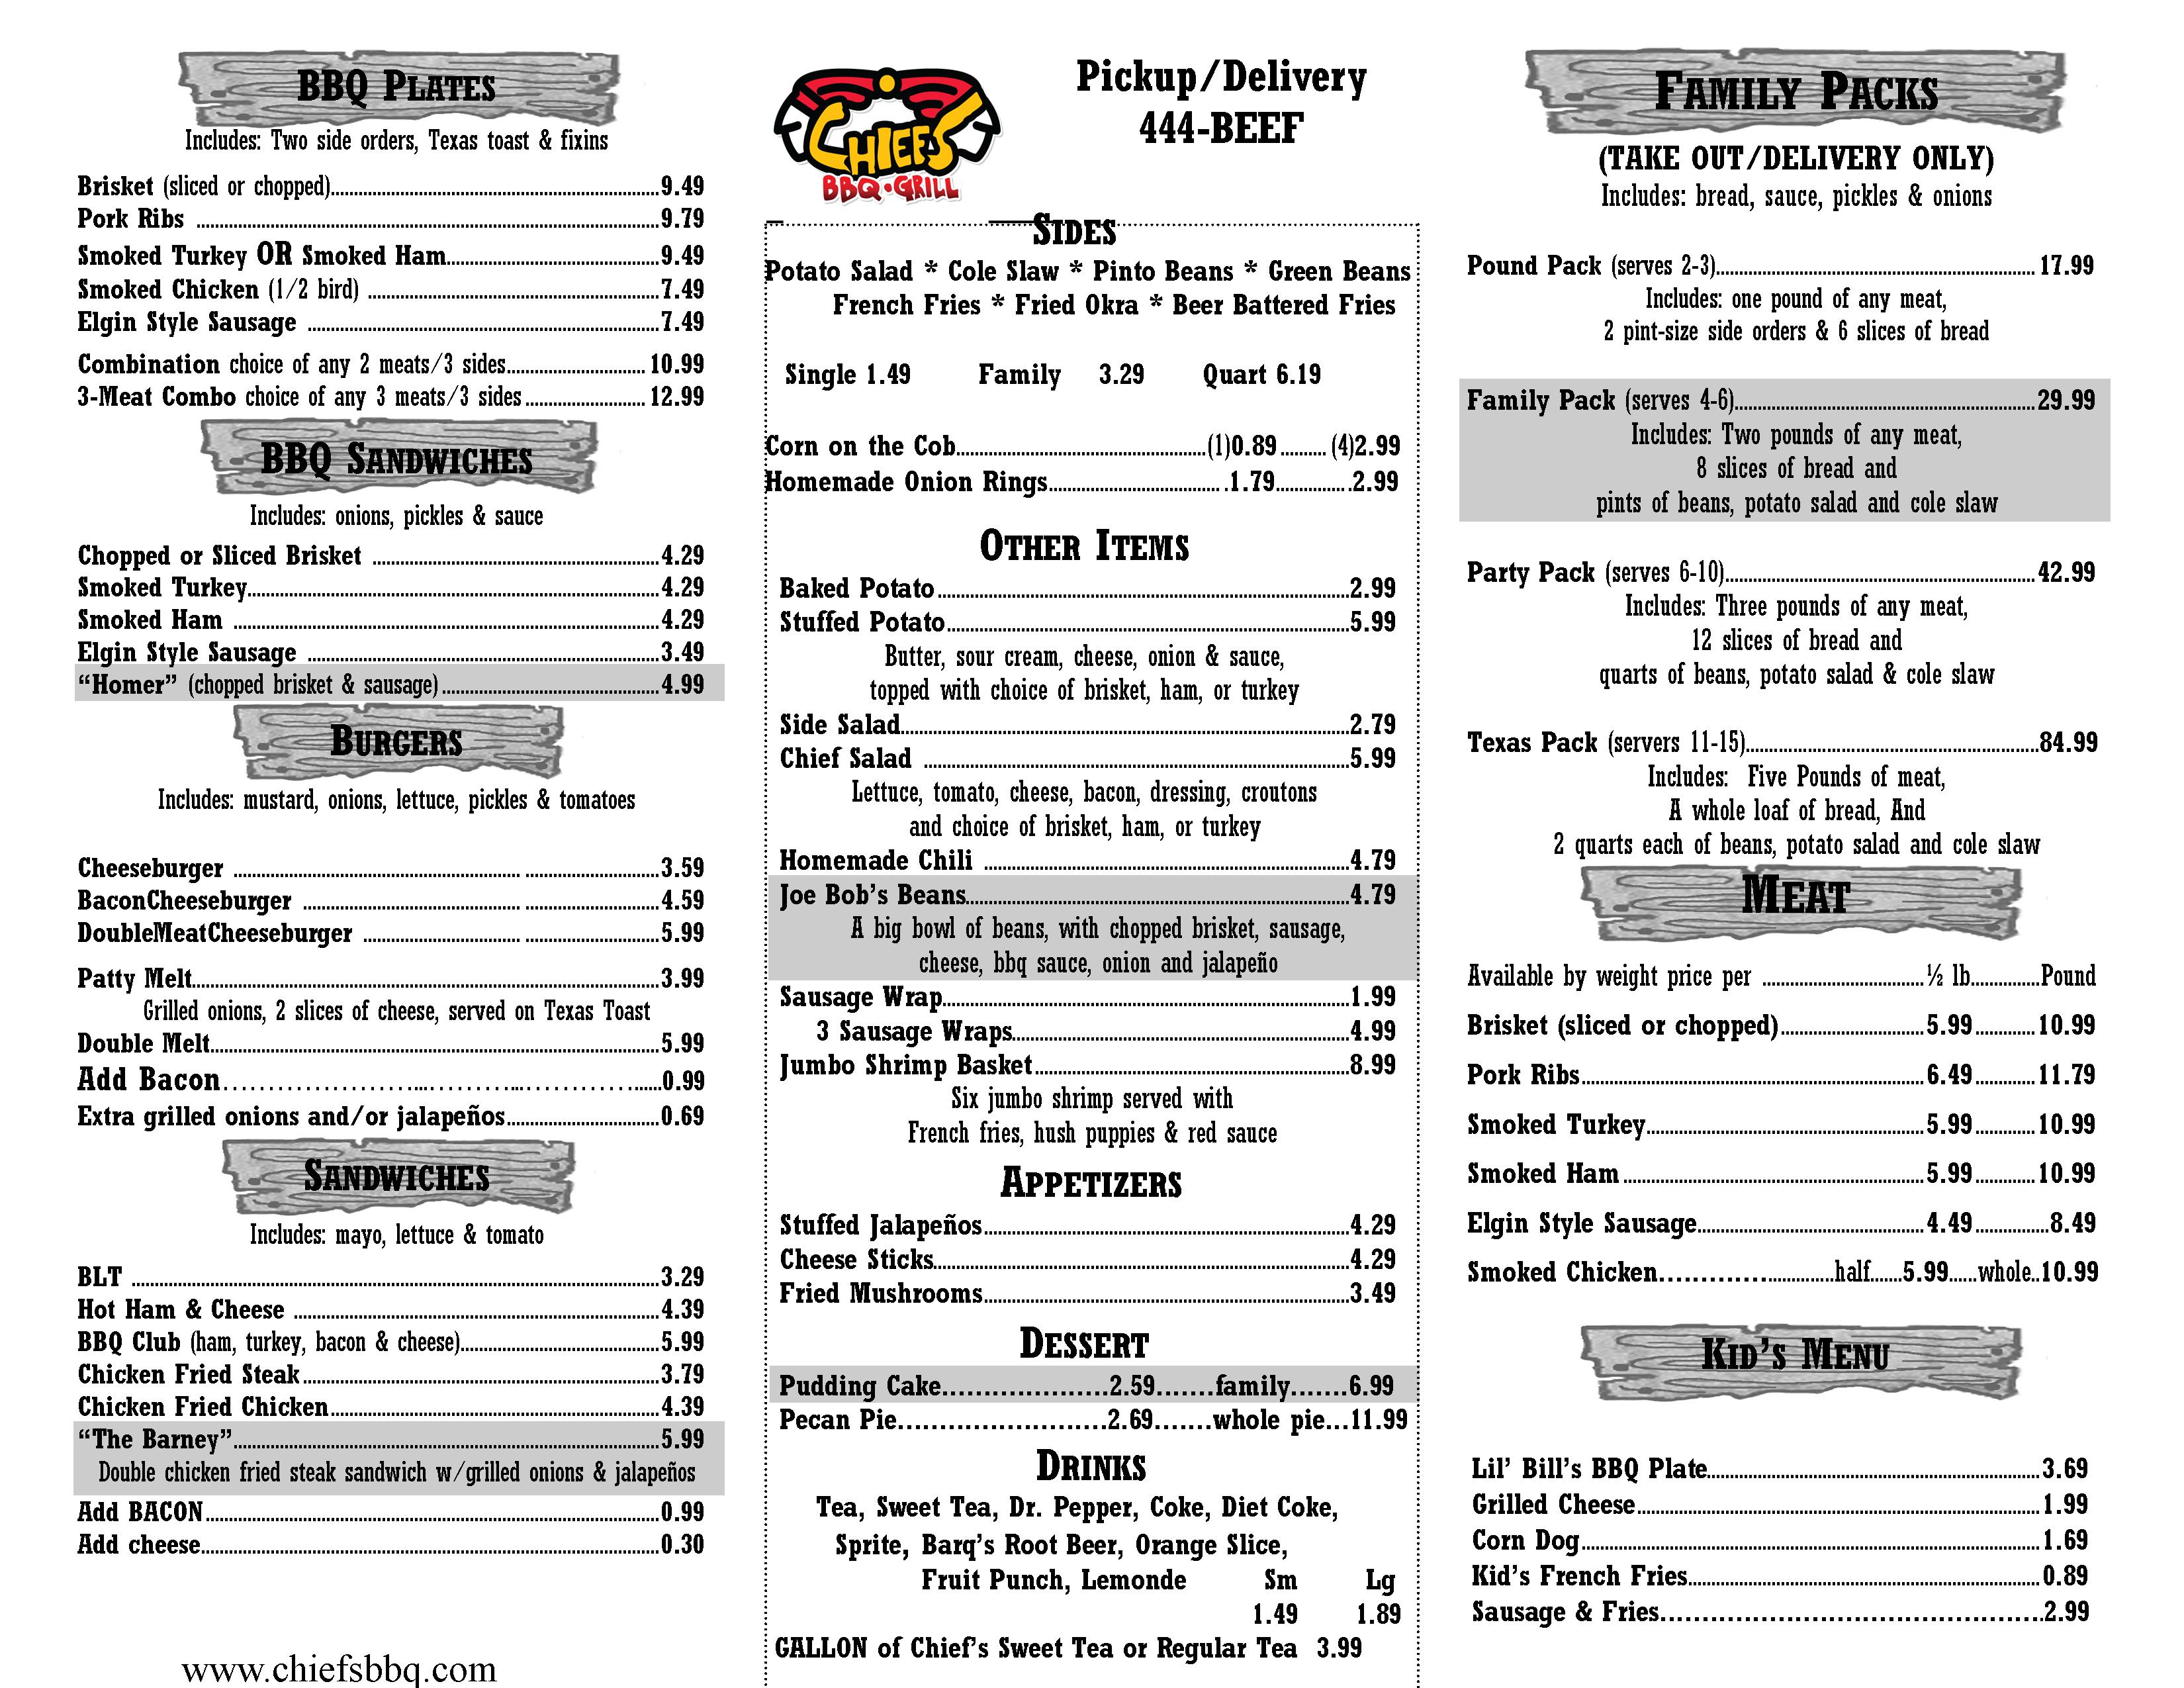 BBQ PLATES
Includes: Two side orders, Texas toast & fixins
Brisket (sliced or chopped)........9.49
Pork Ribs ........9.79
Smoked Turkey OR Smoked Ham........9.49
Smoked Chicken (1/2 bird) ........7.49
Elgin Style Sausage ........7.49
Combination choice of any 2 meats/3 sides........10.99
3-Meat Combo choice of any 3 meats/3 sides........12.99
BBQ SANDWICHES
Includes: onions, pickles & sauce
Chopped or Sliced Brisket ........4.29
Smoked Turkey........4.29
Smoked Ham ........4.29
Elgin Style Sausage ........3.49
“Homer” (chopped brisket & sausage)........4.99
BURGERS
Includes: mustard, onions, lettuce, pickles & tomatoes
Cheeseburger ........3.59
BaconCheeseburger ........4.59
DoubleMeatCheeseburger ........5.99
Patty Melt........3.99
Grilled onions, 2 slices of cheese, served on Texas Toast
Double Melt........5.99
Add Bacon........0.99
Extra grilled onions and/or jalapeños........0.69
SANDWICHES
Includes: mayo, lettuce & tomato
BLT ........3.29
Hot Ham & Cheese ........4.39
BBQ Club (ham, turkey, bacon & cheese)........5.99
Chicken Fried Steak........3.79
Chicken Fried Chicken........4.39
“The Barney”........5.99
Double chicken fried steak sandwich w/grilled onions & jalapeños
Add BACON........0.99
Add cheese........0.30
www.chiefsbbq.com
CHIEFS
BBQ•GRILL
Pickup/Delivery
444-BEEF
SIDES
Potato Salad * Cole Slaw * Pinto Beans * Green Beans
French Fries * Fried Okra * Beer Battered Fries
Single 1.49 Family 3.29 Quart 6.19
Corn on the Cob........(1)0.89........(4)2.99
Homemade Onion Rings........1.79........2.99
OTHER ITEMS
Baked Potato........2.99
Stuffed Potato........5.99
Butter, sour cream, cheese, onion & sauce,
topped with choice of brisket, ham, or turkey
Side Salad........2.79
Chief Salad ........5.99
Lettuce, tomato, cheese, bacon, dressing, croutons
and choice of brisket, ham, or turkey
Homemade Chili ........4.79
Joe Bob’s Beans........4.79
A big bowl of beans, with chopped brisket, sausage,
cheese, bbq sauce, onion and jalapeño
Sausage Wrap........1.99
3 Sausage Wraps........4.99
Jumbo Shrimp Basket........8.99
Six jumbo shrimp served with
French fries, hush puppies & red sauce
APPETIZERS
Stuffed Jalapeños........4.29
Cheese Sticks........4.29
Fried Mushrooms........3.49
DESSERT
Pudding Cake........2.59.......family.......6.99
Pecan Pie........2.69.......whole pie...11.99
DRINKS
Tea, Sweet Tea, Dr. Pepper, Coke, Diet Coke,
Sprite, Barq’s Root Beer, Orange Slice,
Fruit Punch, Lemonde Sm Lg
1.49 1.89
GALLON of Chief’s Sweet Tea or Regular Tea 3.99
FAMILY PACKS
(TAKE OUT/DELIVERY ONLY)
Includes: bread, sauce, pickles & onions
Pound Pack (serves 2-3)........17.99
Includes: one pound of any meat,
2 pint-size side orders & 6 slices of bread
Family Pack (serves 4-6)........29.99
Includes: Two pounds of any meat,
8 slices of bread and
pints of beans, potato salad and cole slaw
Party Pack (serves 6-10)........42.99
Includes: Three pounds of any meat,
12 slices of bread and
quarts of beans, potato salad & cole slaw
Texas Pack (servers 11-15)........84.99
Includes: Five Pounds of meat,
A whole loaf of bread, And
2 quarts each of beans, potato salad and cole slaw
MEAT
Available by weight price per ........½ lb........Pound
Brisket (sliced or chopped)........5.99........10.99
Pork Ribs........6.49........11.79
Smoked Turkey........5.99........10.99
Smoked Ham........5.99........10.99
Elgin Style Sausage........4.49........8.49
Smoked Chicken........half......5.99.....whole..10.99
KID’S MENU
Lil’ Bill’s BBQ Plate........3.69
Grilled Cheese........1.99
Corn Dog........1.69
Kid’s French Fries........0.89
Sausage & Fries........2.99